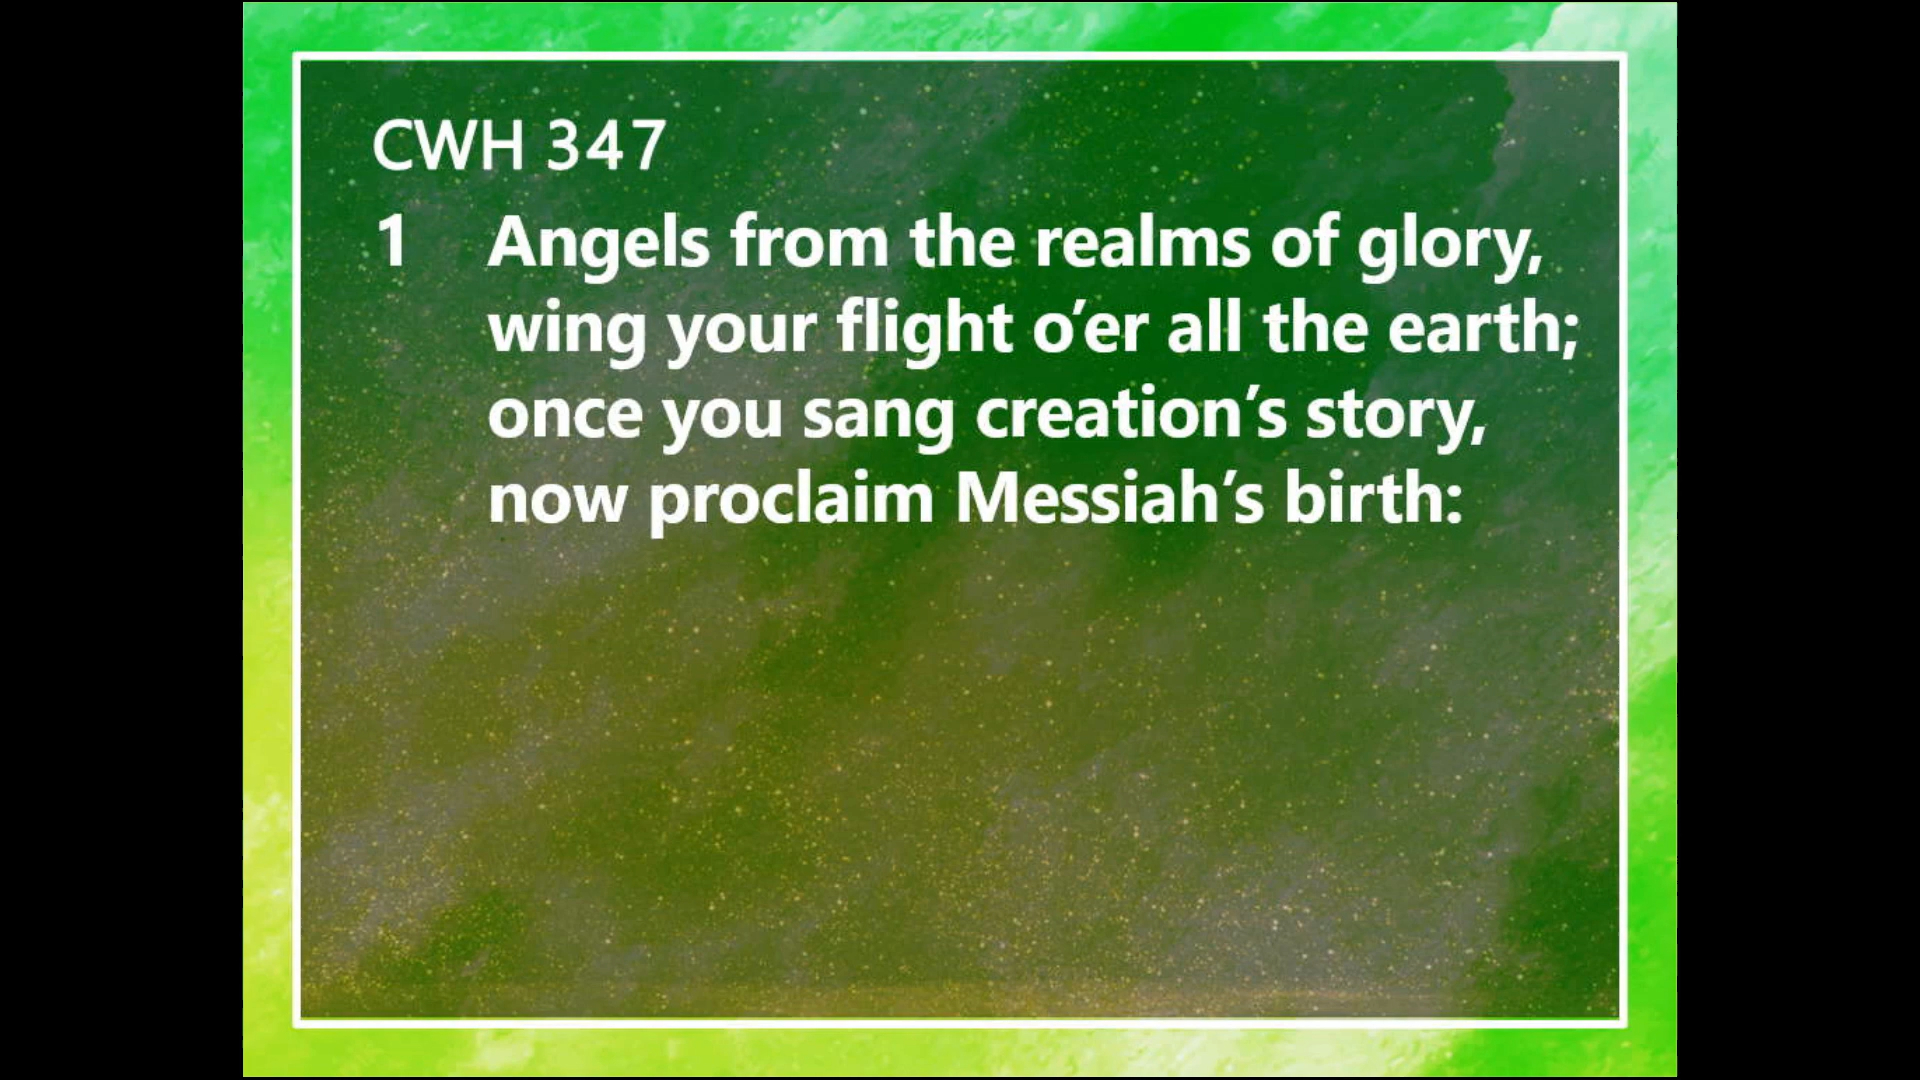 CWH 347
1 Angels from the realms of glory,
wing your flight o’er all the earth;
once you sang creation’s story,
now proclaim Messiah’s birth: